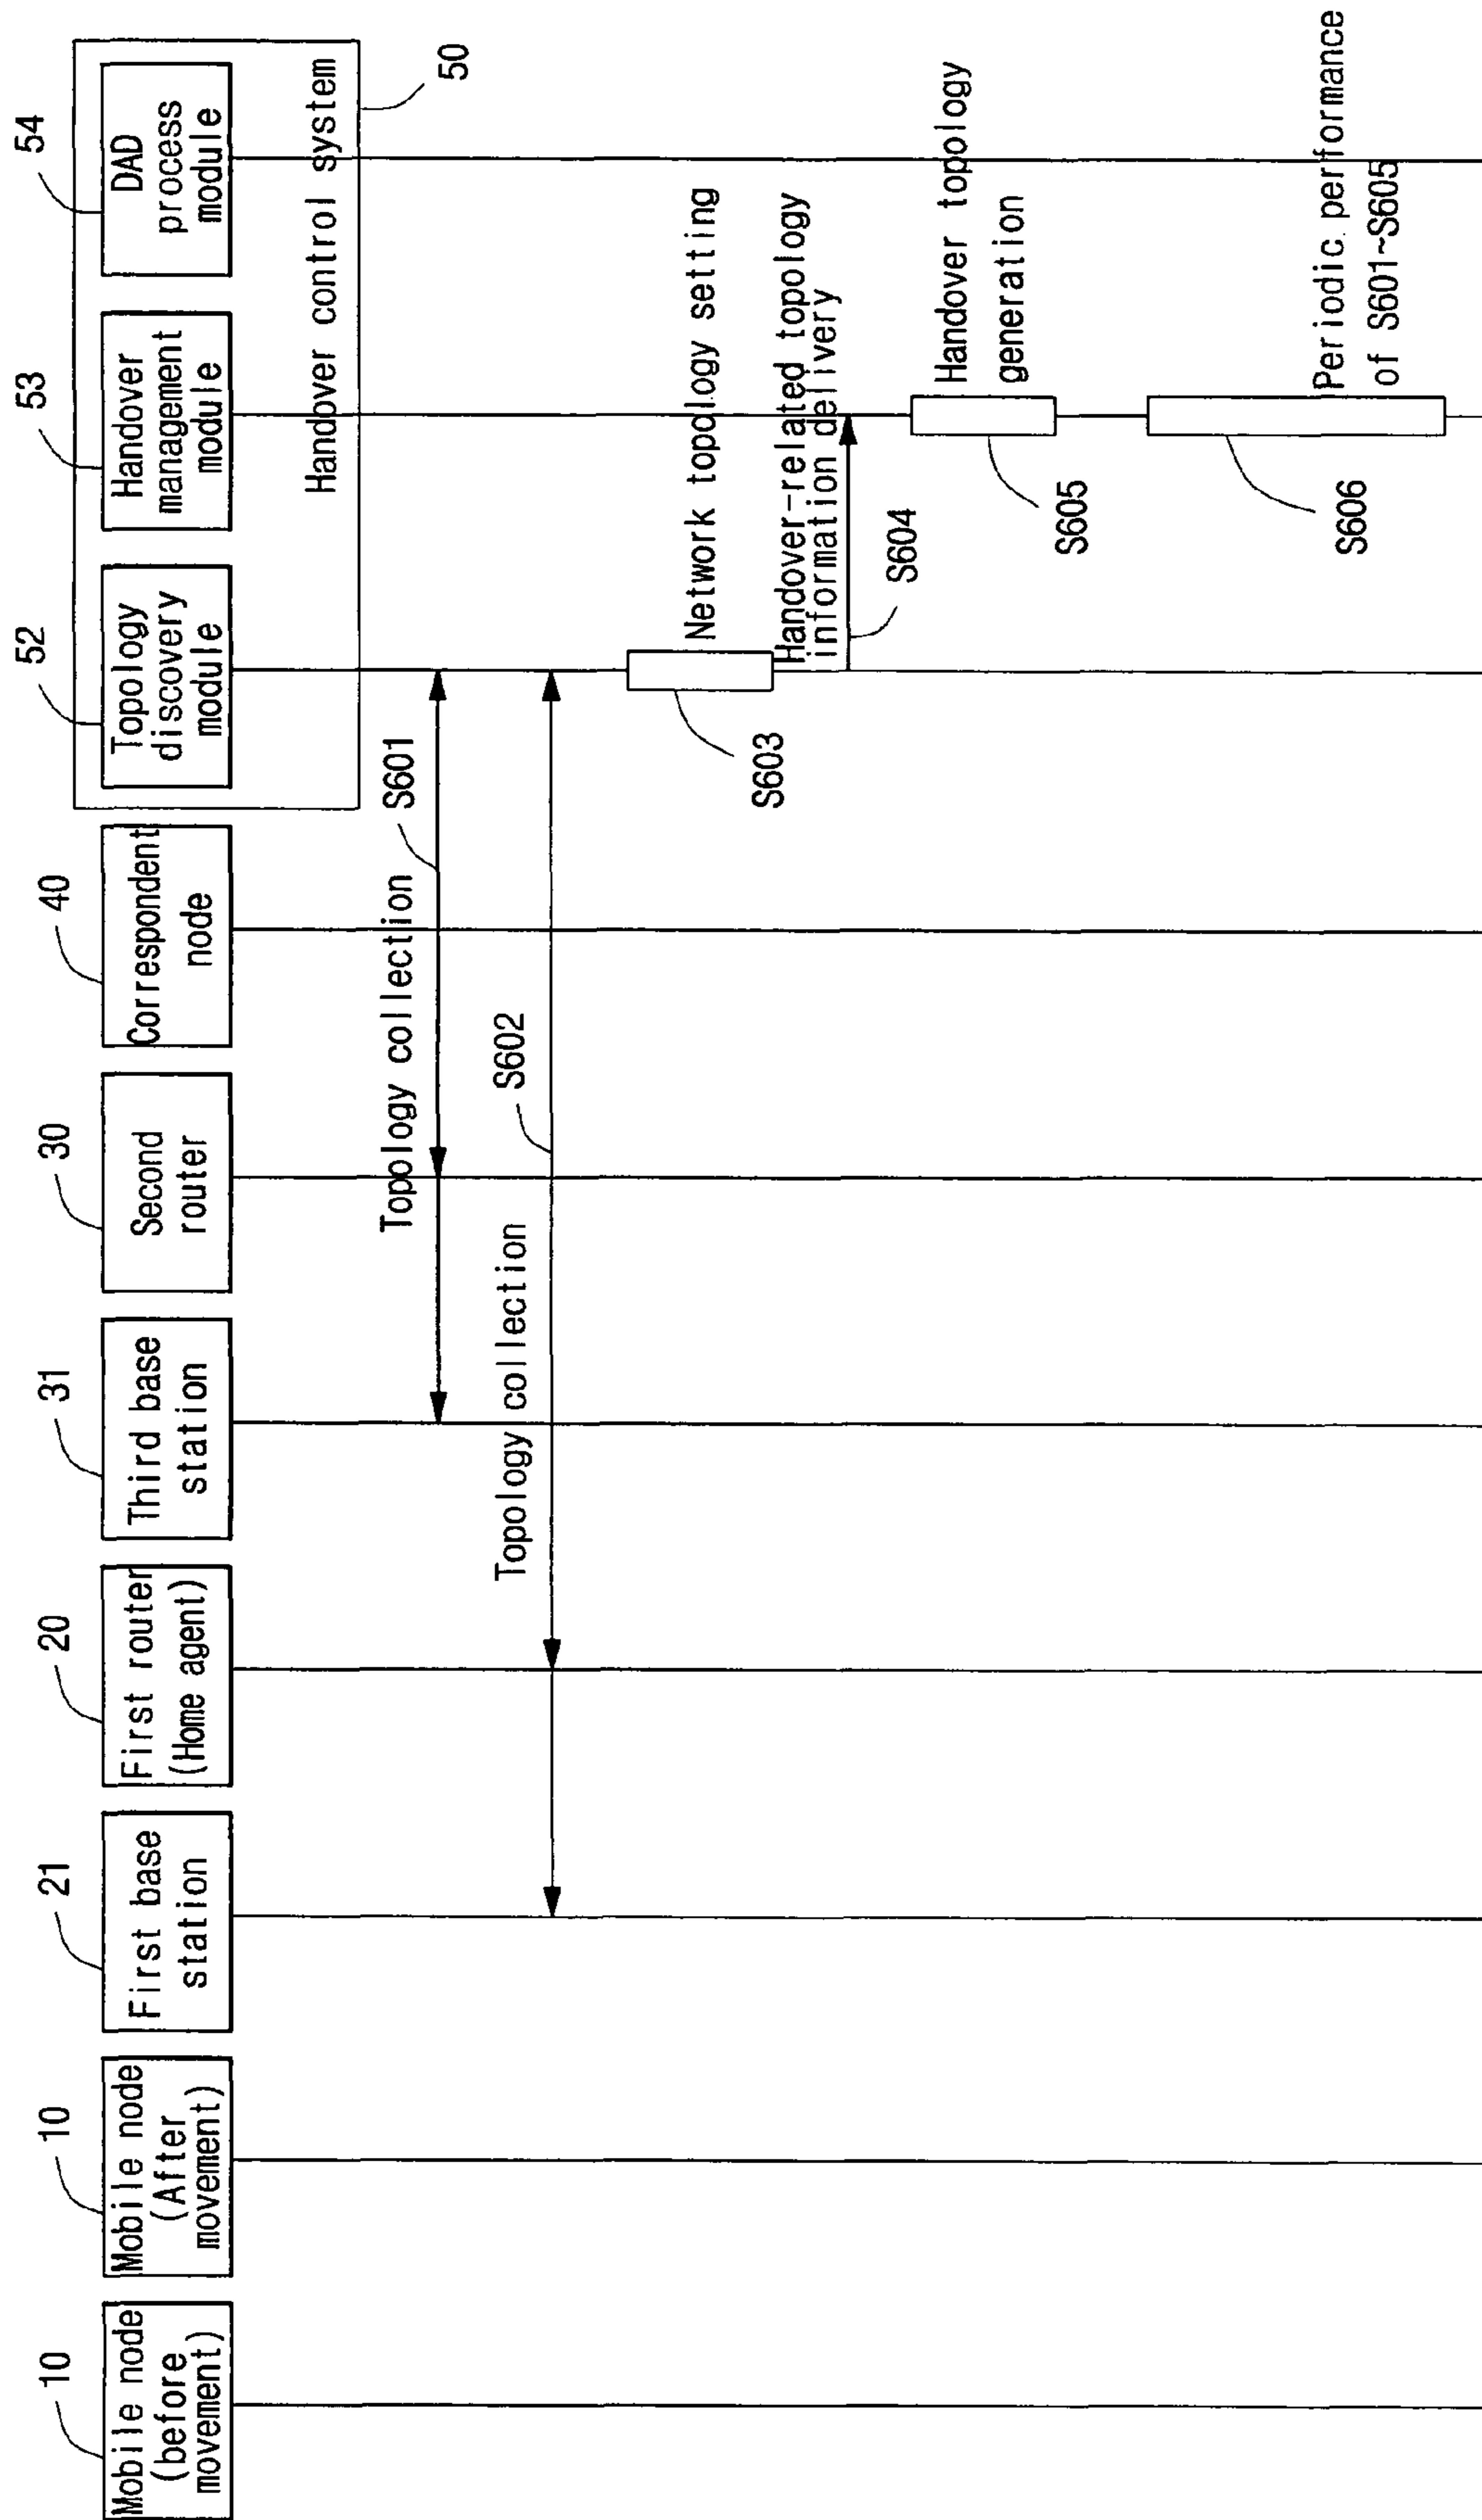 10
Mobile node
(before
movement)
10
Mobile node
(After
movement)
21
First base
station
20
First router
(Home agent)
31
Third base
station
30
Second
router
40
Correspondent
node
52
Topology
discovery
module
53
Handover
management
module
54
DAD
process
module
Handover control system
50
Topology collection
S601
Topology collection
S602
Network topology setting
S603
Handover-related topology
information delivery
S604
Handover topology
generation
S605
Periodic performance
of S601~S605
S606